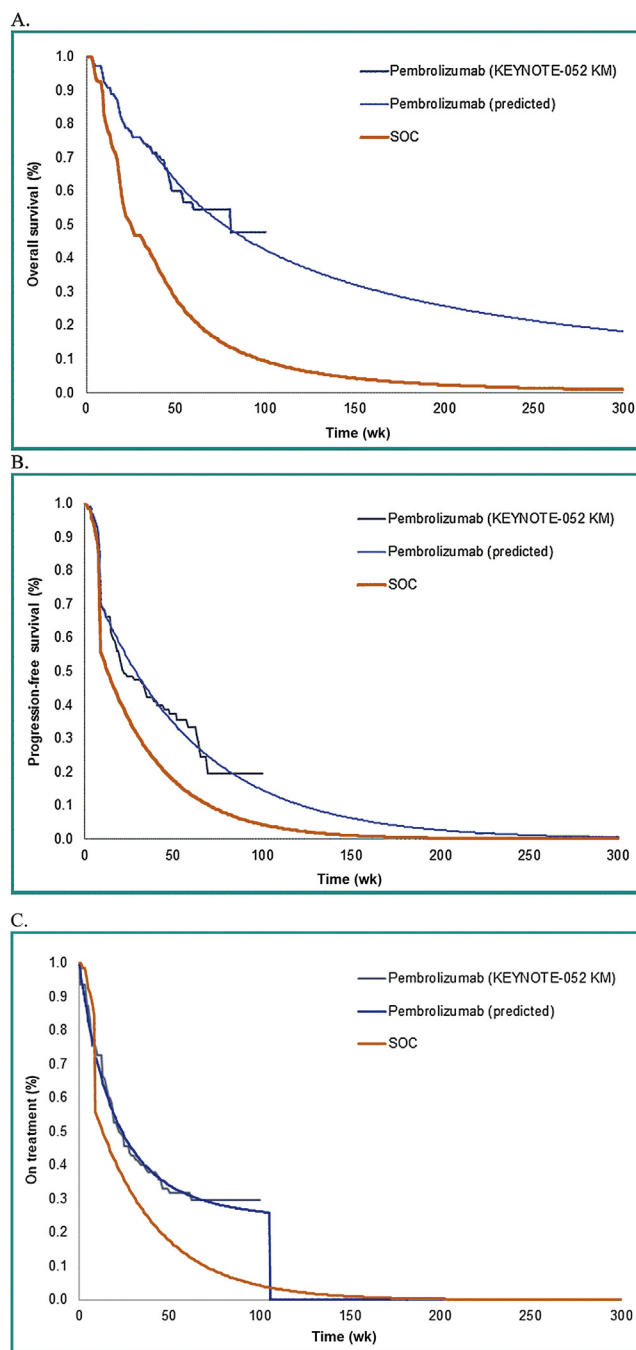 A.
Overall survival (%)
1.0
0.9
0.8
0.7
0.6
0.5
0.4
0.3
0.2
0.1
0.0
Pembrolizumab (KEYNOTE-052 KM)
Pembrolizumab (predicted)
SOC
0 50 100 150 200 250 300
Time (wk)
B.
Progression-free survival (%)
1.0
0.9
0.8
0.7
0.6
0.5
0.4
0.3
0.2
0.1
0.0
Pembrolizumab (KEYNOTE-052 KM)
Pembrolizumab (predicted)
SOC
0 50 100 150 200 250 300
Time (wk)
C.
On treatment (%)
1.0
0.9
0.8
0.7
0.6
0.5
0.4
0.3
0.2
0.1
0.0
Pembrolizumab (KEYNOTE-052 KM)
Pembrolizumab (predicted)
SOC
0 50 100 150 200 250 300
Time (wk)